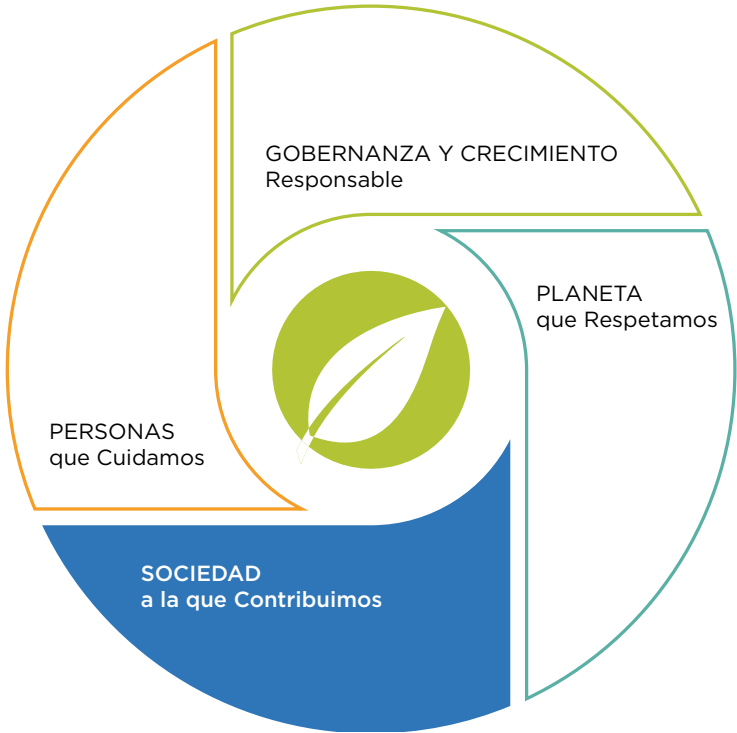 GOBERNANZA Y CRECIMIENTO
Responsable
PLANETA
que Respetamos
PERSONAS
que Cuidamos
SOCIEDAD
a la que Contribuimos